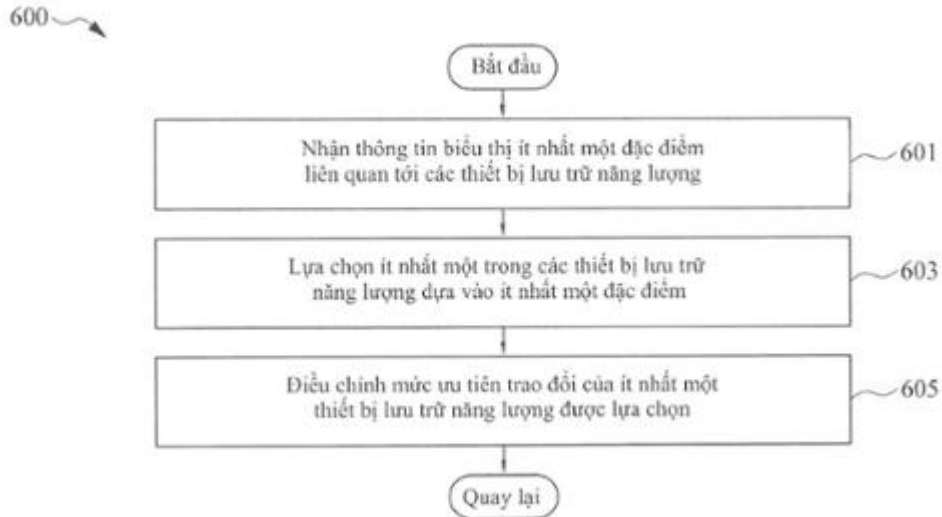 600
Bắt đầu
Nhận thông tin biểu thị ít nhất một đặc điểm
liên quan tới các thiết bị lưu trữ năng lượng
601
Lựa chọn ít nhất một trong các thiết bị lưu trữ
năng lượng dựa vào ít nhất một đặc điểm
603
Điều chỉnh mức ưu tiên trao đổi của ít nhất một
thiết bị lưu trữ năng lượng được lựa chọn
605
Quay lại